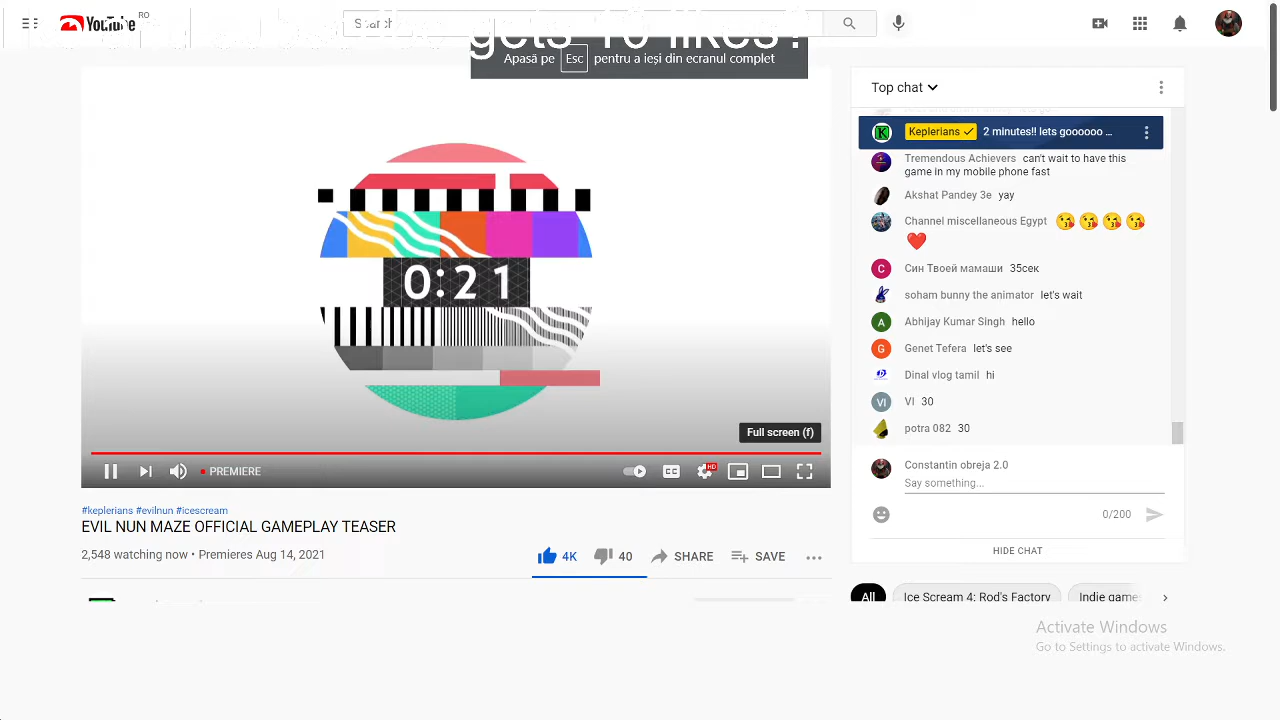 YouTube RO
Search
gets 10 likes?
Apasă pe Esc pentru a ieși din ecranul complet
0:21
Full screen (f)
PREMIERE
CC
HD
#keplerians #evilnun #icescream
EVIL NUN MAZE OFFICIAL GAMEPLAY TEASER
2,548 watching now • Premieres Aug 14, 2021
4K
40
SHARE
SAVE
Top chat
K Keplerians 2 minutes!! lets goooooo ...
Tremendous Achievers can't wait to have this
game in my mobile phone fast
Akshat Pandey 3e yay
Channel miscellaneous Egypt 😘😘😘😘
❤️
C Син Твоей мамаши 35сек
soham bunny the animator let's wait
A Abhijay Kumar Singh hello
G Genet Tefera let's see
Dinal vlog tamil hi
VI VI 30
potra 082 30
Constantin obreja 2.0
Say something...
0/200
HIDE CHAT
All Ice Scream 4: Rod's Factory Indie game
Activate Windows
Go to Settings to activate Windows.